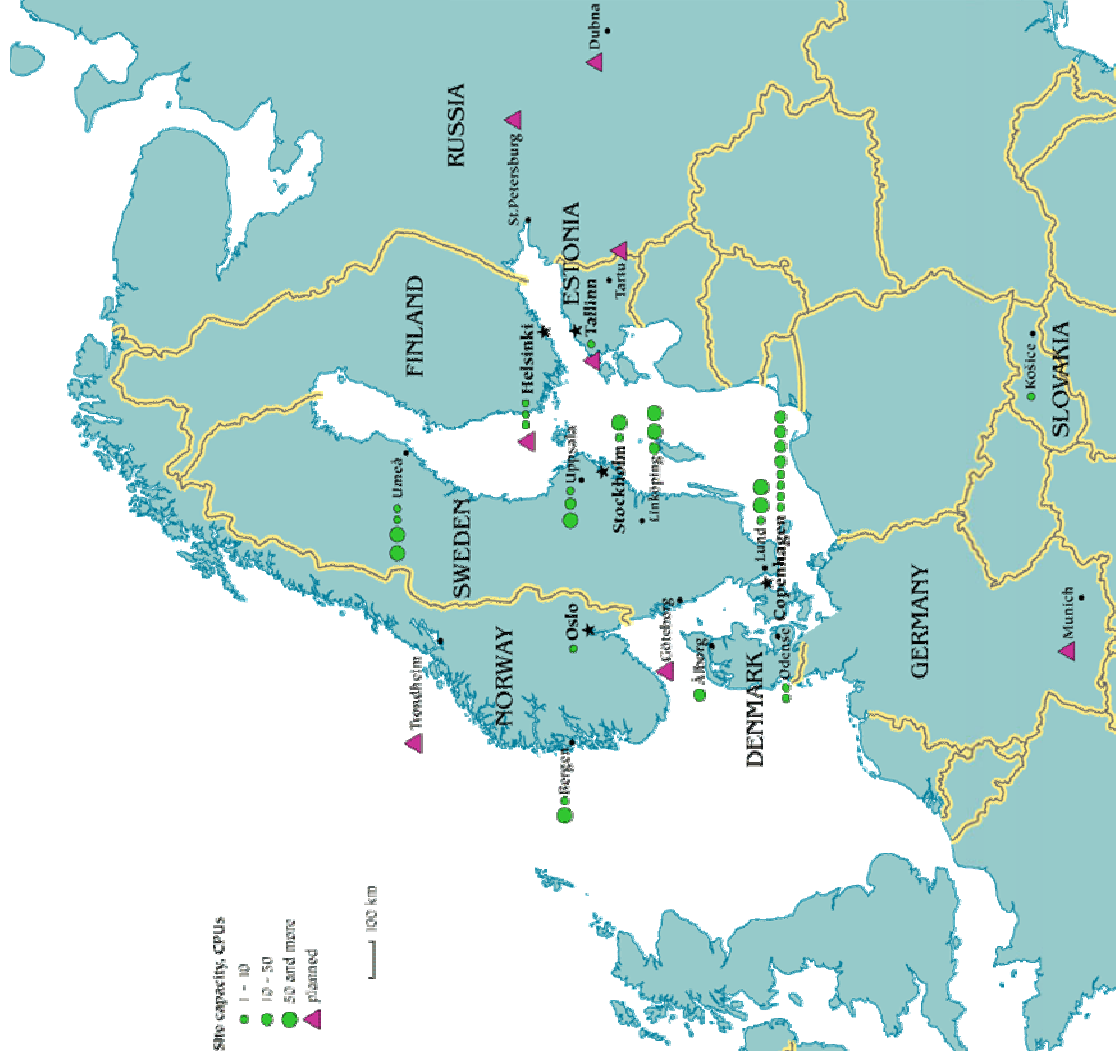 Site capacity, CPUs
1 - 10
10 - 50
50 and more
planned
100 km
Umeå
Trondheim
FINLAND
RUSSIA
SWEDEN
NORWAY
St.Petersburg
Helsinki
Bergen
Uppsala
Oslo
ESTONIA
Tallinn
Dubna
Tartu
Stockholm
Linköping
Göteborg
Ålborg
DENMARK
Lund
Copenhagen
Odense
GERMANY
Košice
SLOVAKIA
Munich